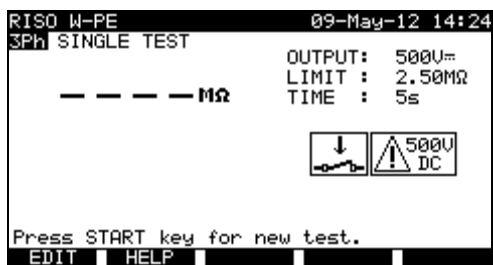 RISO W-PE 09-May-12 14:24
3Ph SINGLE TEST
OUTPUT: 500V⎓
LIMIT : 2.50MΩ
– – – – MΩ TIME : 5s
500V
DC
Press START key for new test.
EDIT HELP